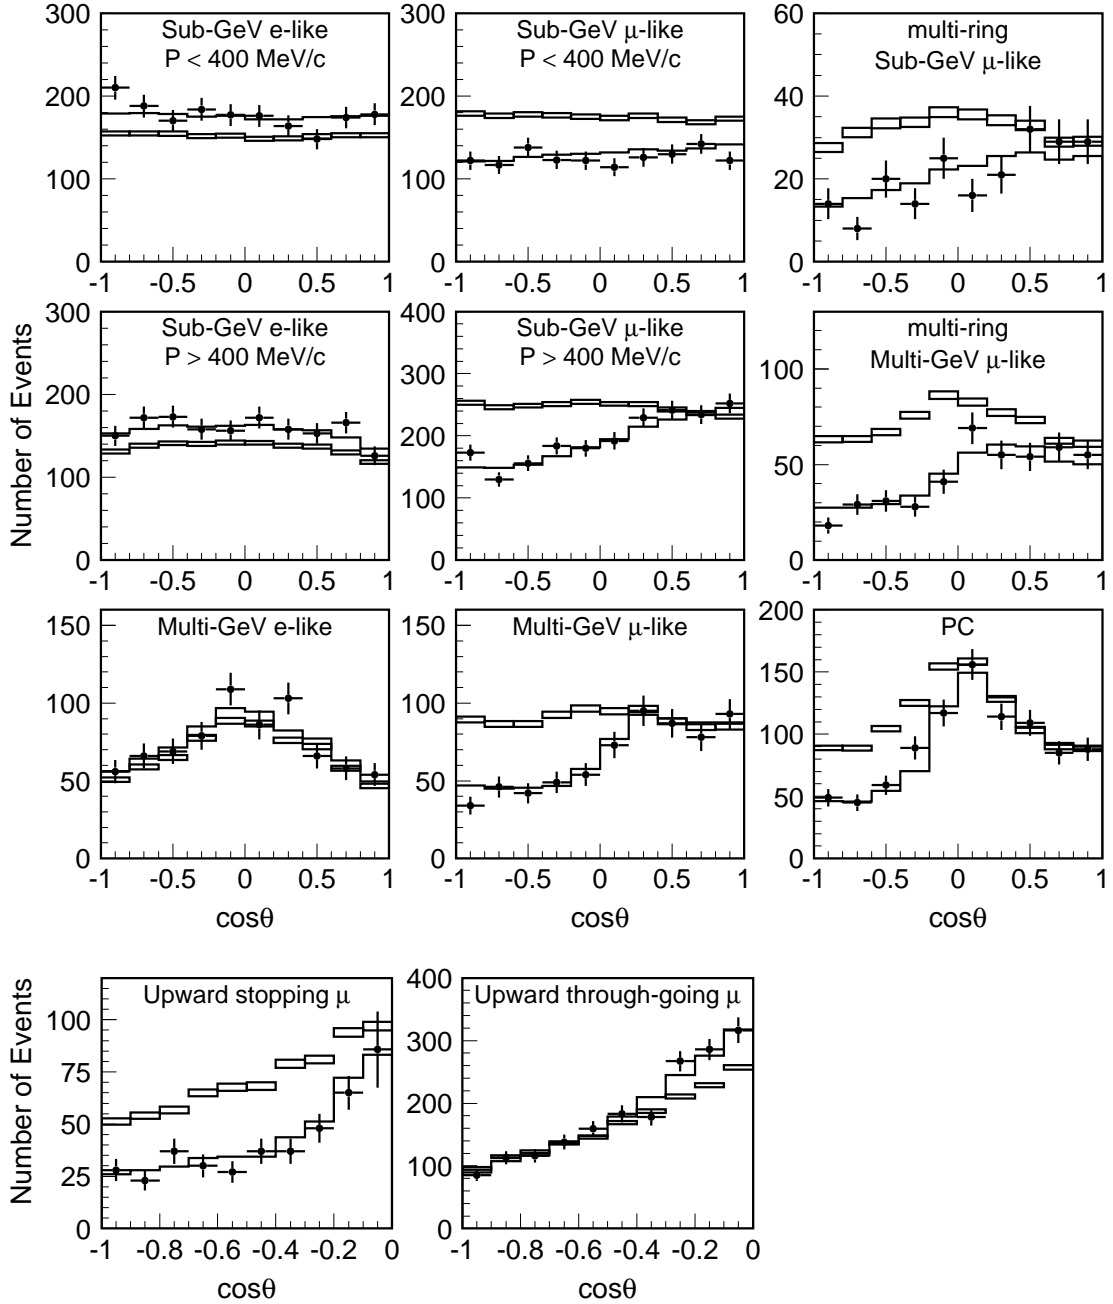 Sub-GeV e-like
P < 400 MeV/c
300
200
100
0
-1 -0.5 0 0.5 1
Sub-GeV μ-like
P < 400 MeV/c
300
200
100
0
-1 -0.5 0 0.5 1
multi-ring
Sub-GeV μ-like
60
40
20
0
-1 -0.5 0 0.5 1
Number of Events
Sub-GeV e-like
P > 400 MeV/c
300
200
100
0
-1 -0.5 0 0.5 1
Sub-GeV μ-like
P > 400 MeV/c
400
300
200
100
0
-1 -0.5 0 0.5 1
multi-ring
Multi-GeV μ-like
100
50
0
-1 -0.5 0 0.5 1
Multi-GeV e-like
150
100
50
0
-1 -0.5 0 0.5 1
cosθ
Multi-GeV μ-like
150
100
50
0
-1 -0.5 0 0.5 1
cosθ
PC
200
150
100
50
0
-1 -0.5 0 0.5 1
cosθ
Number of Events
Upward stopping μ
100
75
50
25
0
-1 -0.8 -0.6 -0.4 -0.2 0
cosθ
Upward through-going μ
400
300
200
100
0
-1 -0.8 -0.6 -0.4 -0.2 0
cosθ